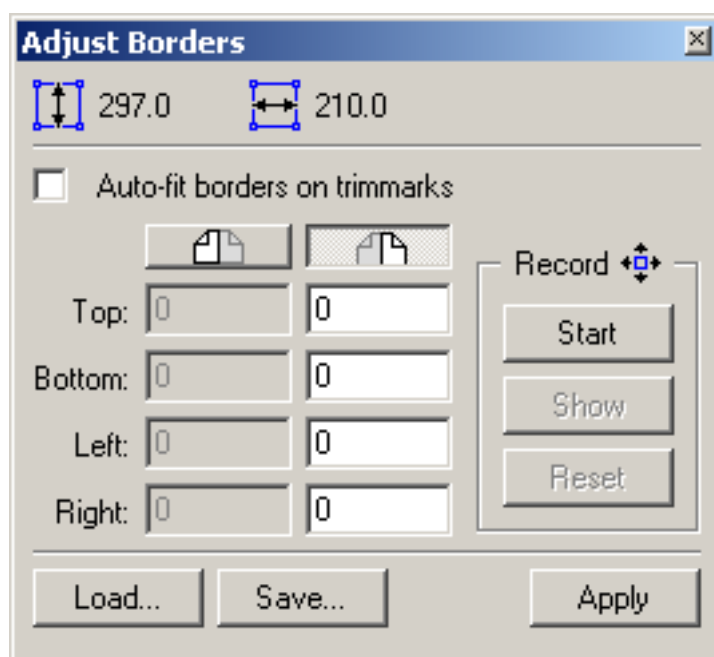 Adjust Borders
297.0 210.0
Auto-fit borders on trimmarks
Record
Top: 0 0
Start
Bottom: 0 0
Show
Left: 0 0
Reset
Right: 0 0
Load... Save... Apply